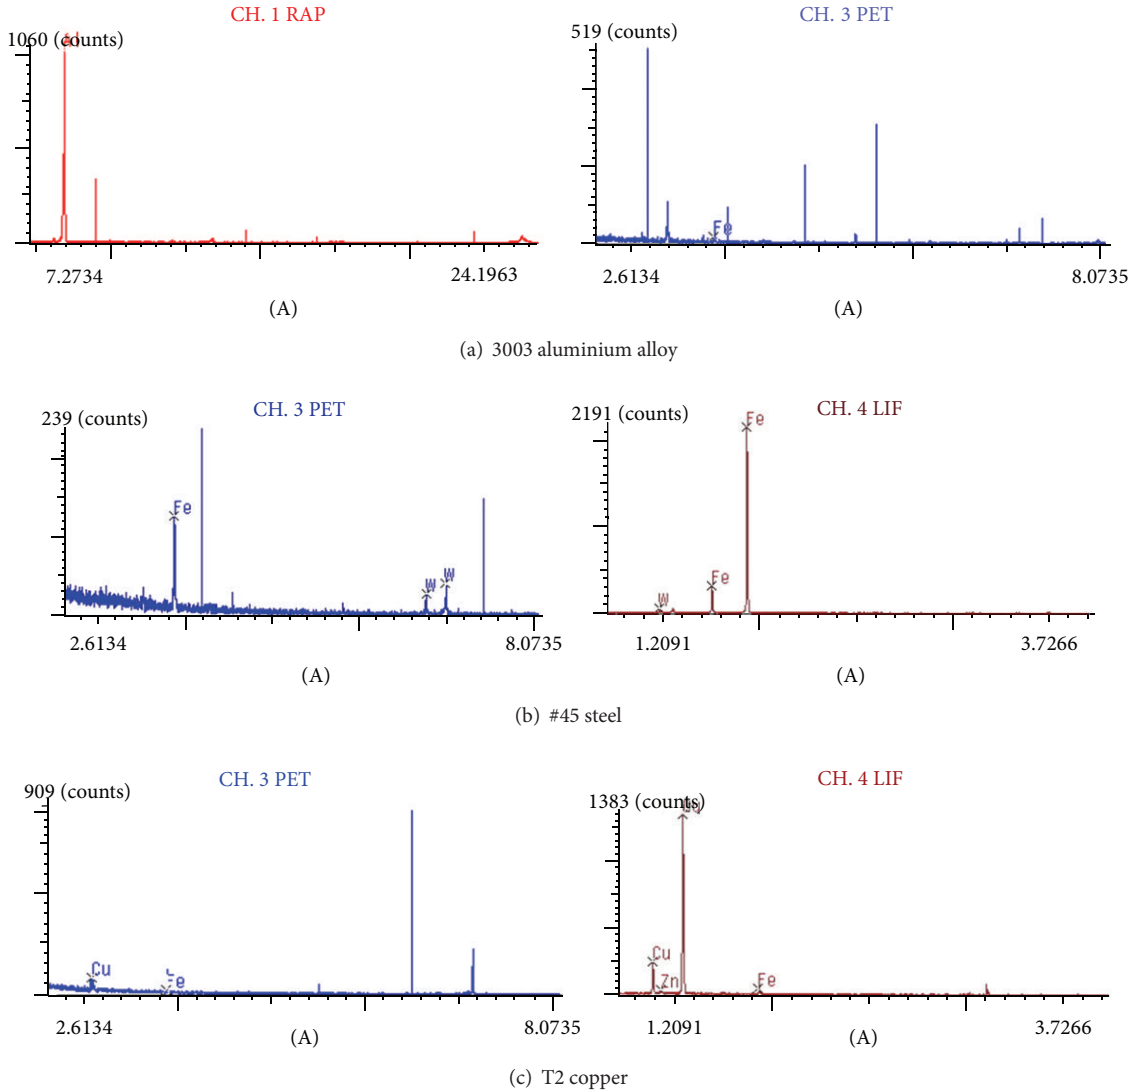 CH. 1 RAP
1060 (counts)
7.2734
24.1963
(A)
CH. 3 PET
519 (counts)
Fe
2.6134
8.0735
(A)
(a) 3003 aluminium alloy
CH. 3 PET
239 (counts)
Fe
W
W
2.6134
8.0735
(A)
CH. 4 LIF
2191 (counts)
Fe
Fe
W
1.2091
3.7266
(A)
(b) #45 steel
CH. 3 PET
909 (counts)
Cu
Fe
2.6134
8.0735
(A)
CH. 4 LIF
1383 (counts)
Cu
Zn
Fe
1.2091
3.7266
(A)
(c) T2 copper